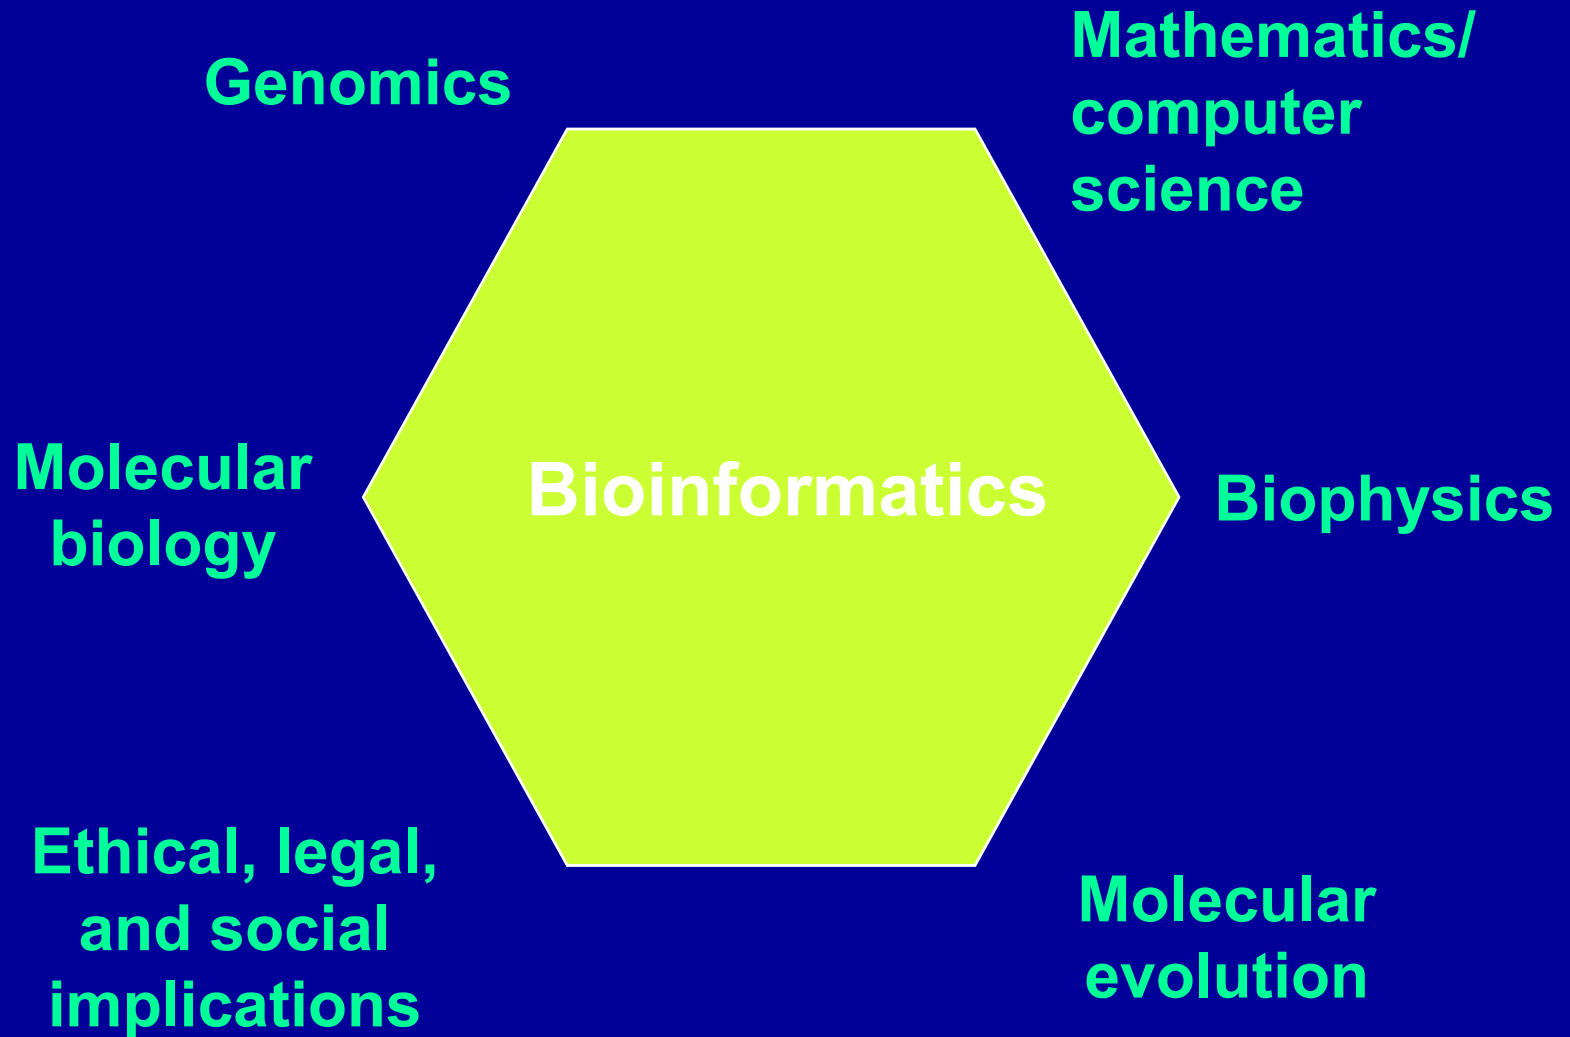 Genomics
Mathematics/
computer
science
Molecular
biology
Bioinformatics
Biophysics
Ethical, legal,
and social
implications
Molecular
evolution